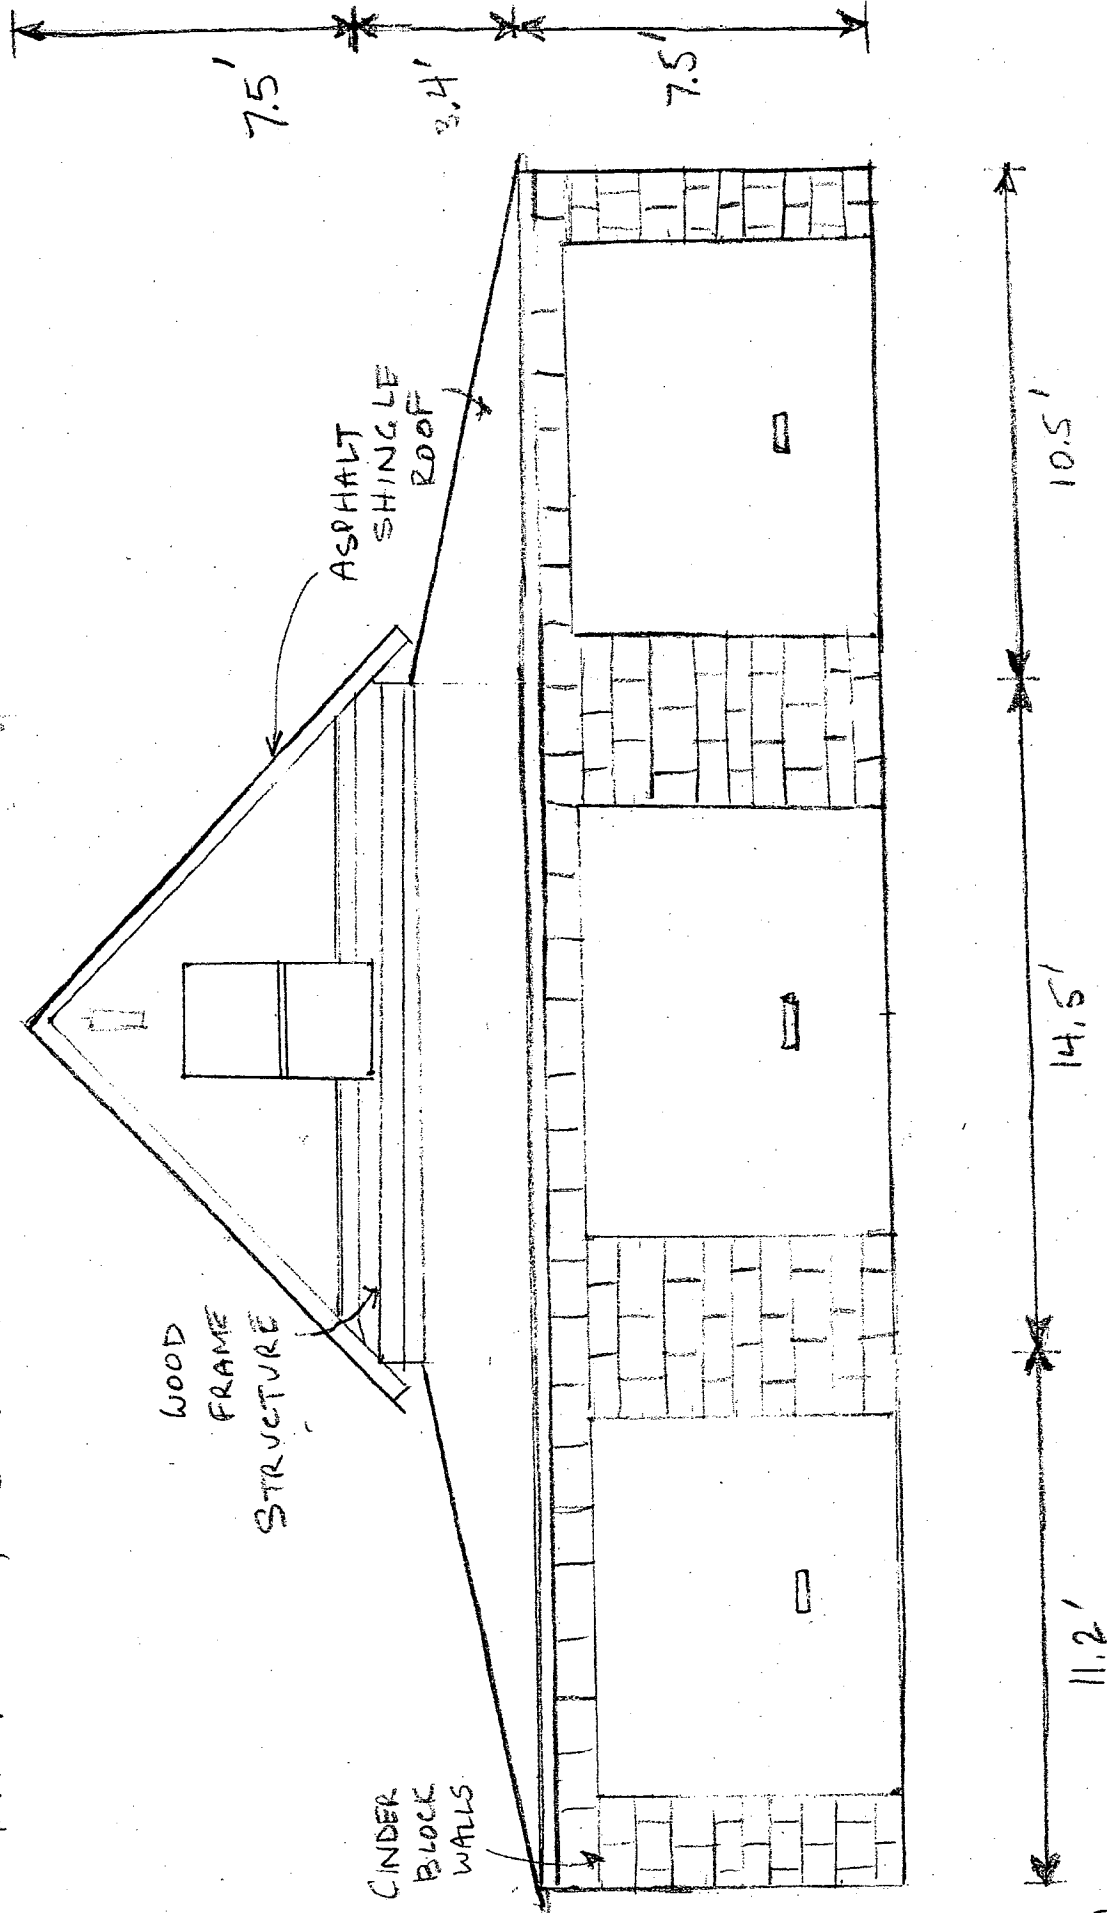 WOOD
FRAME
STRUCTURE
ASPHALT
SHINGLE
ROOF
CINDER
BLOCK
WALLS
7.5'
3.4'
7.5'
11.2'
14.5'
10.5'